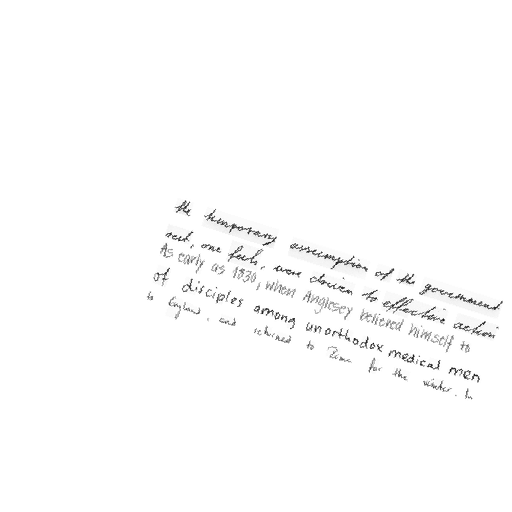 the temporary assumption of the government
and, one feels, were driven to effective action
As early as 1830, when Anglesey believed himself to
of disciples among unorthodox medical men
to England, and returned to Rome for the winter. In